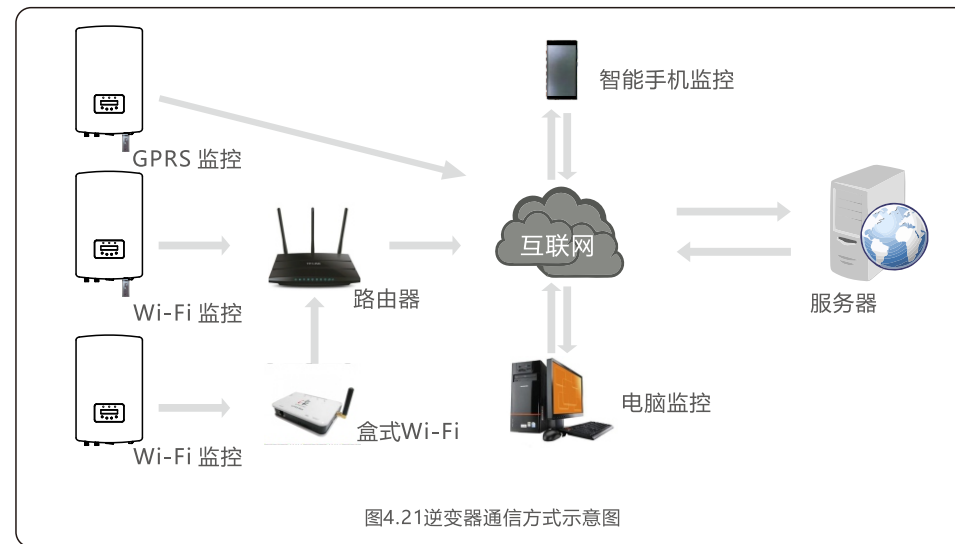 智能手机监控
GPRS 监控
互联网
Wi-Fi 监控
路由器
服务器
电脑监控
盒式Wi-Fi
Wi-Fi 监控
图4.21逆变器通信方式示意图